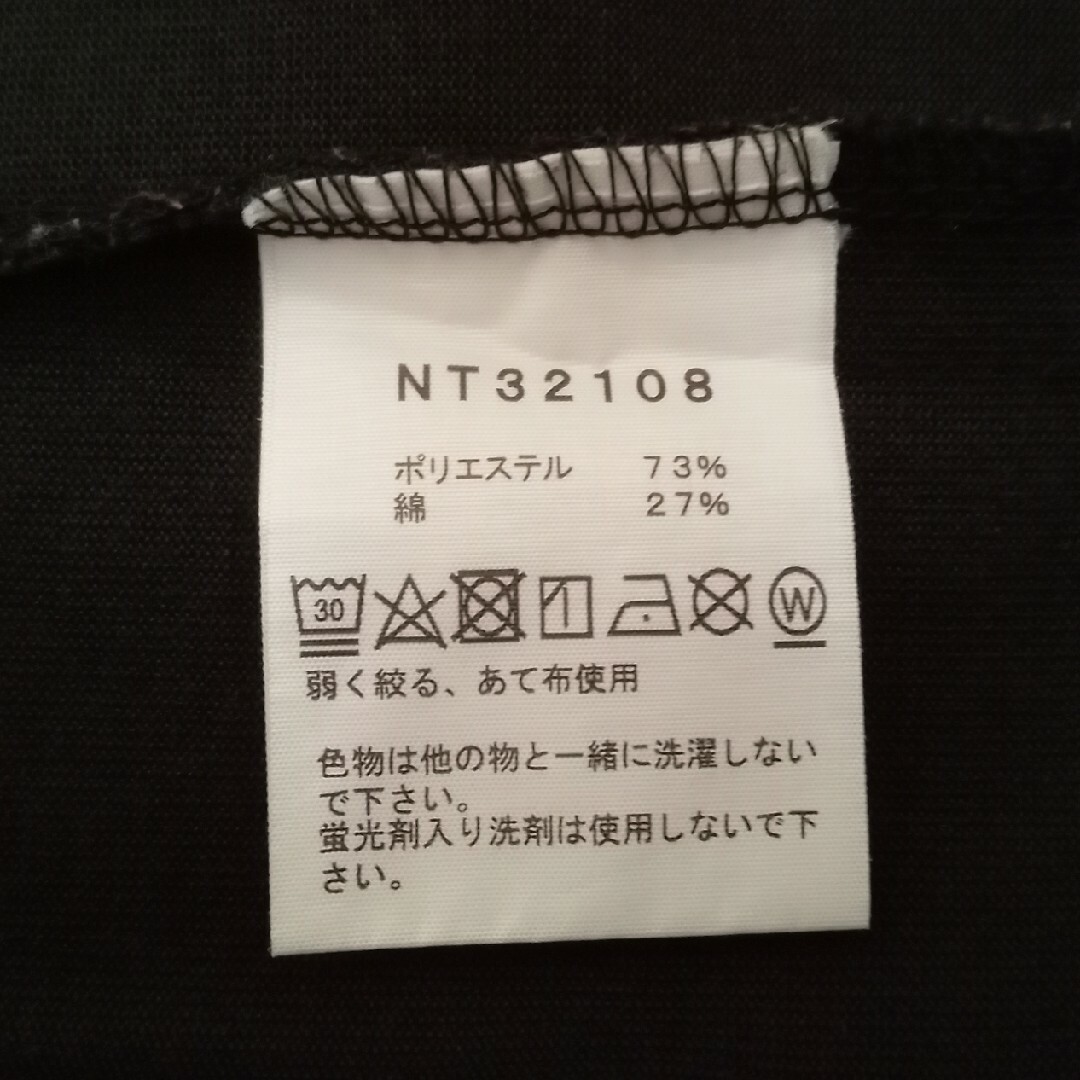 NT32108
ポリエステル 73%
綿 27%
30 W
弱く絞る、あて布使用
色物は他の物と一緒に洗濯しない
で下さい。
蛍光剤入り洗剤は使用しないで下
さい。